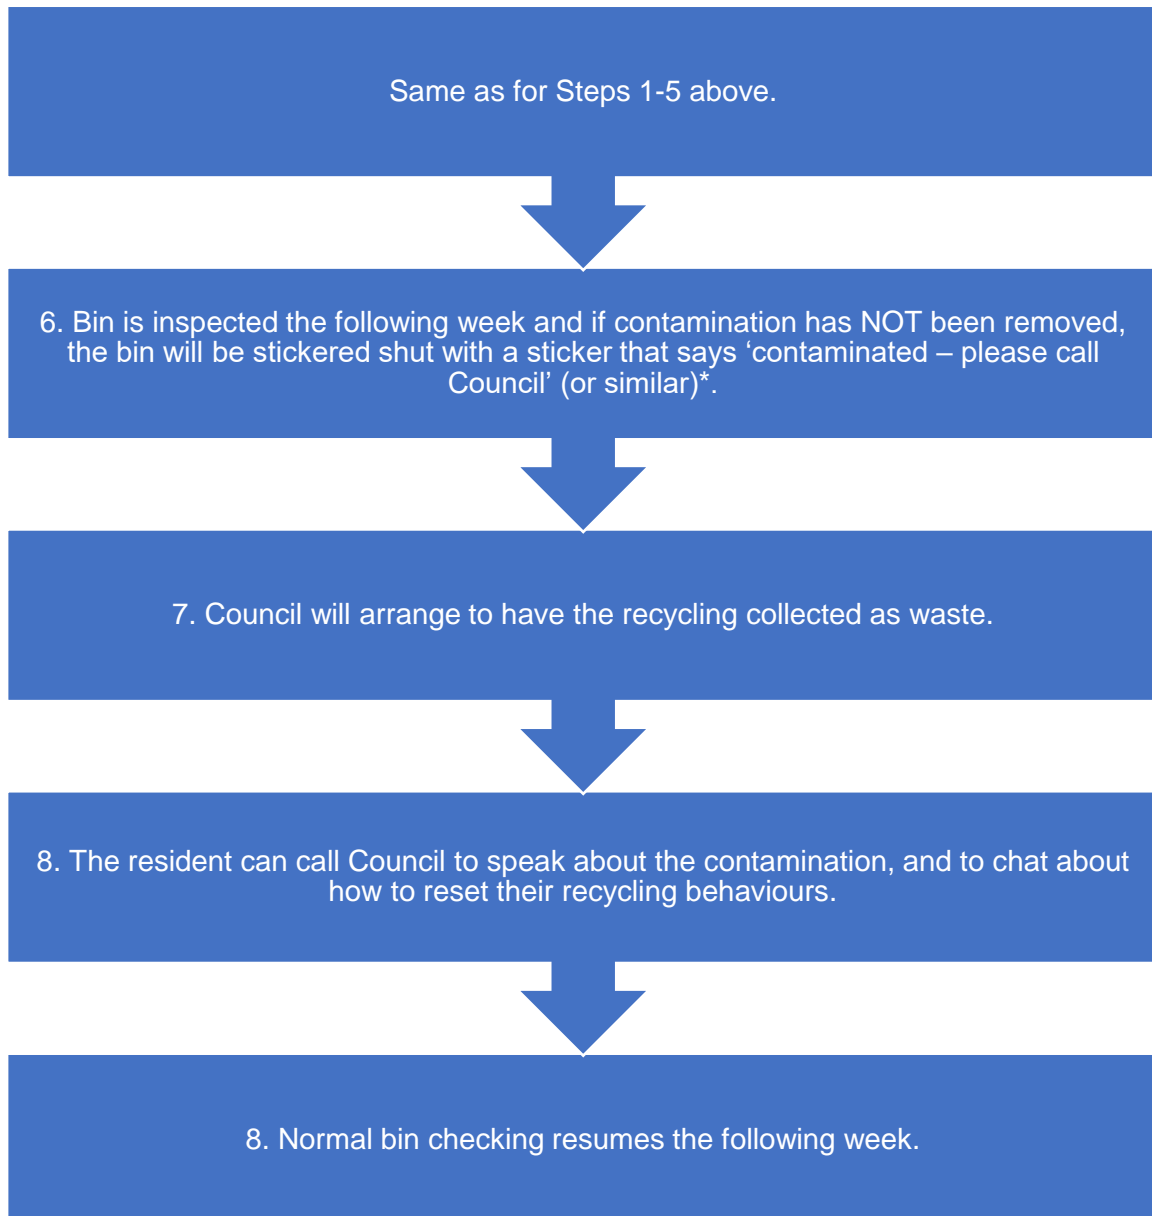 Same as for Steps 1-5 above.
6. Bin is inspected the following week and if contamination has NOT been removed,
the bin will be stickered shut with a sticker that says ‘contaminated – please call
Council’ (or similar)*.
7. Council will arrange to have the recycling collected as waste.
8. The resident can call Council to speak about the contamination, and to chat about
how to reset their recycling behaviours.
8. Normal bin checking resumes the following week.